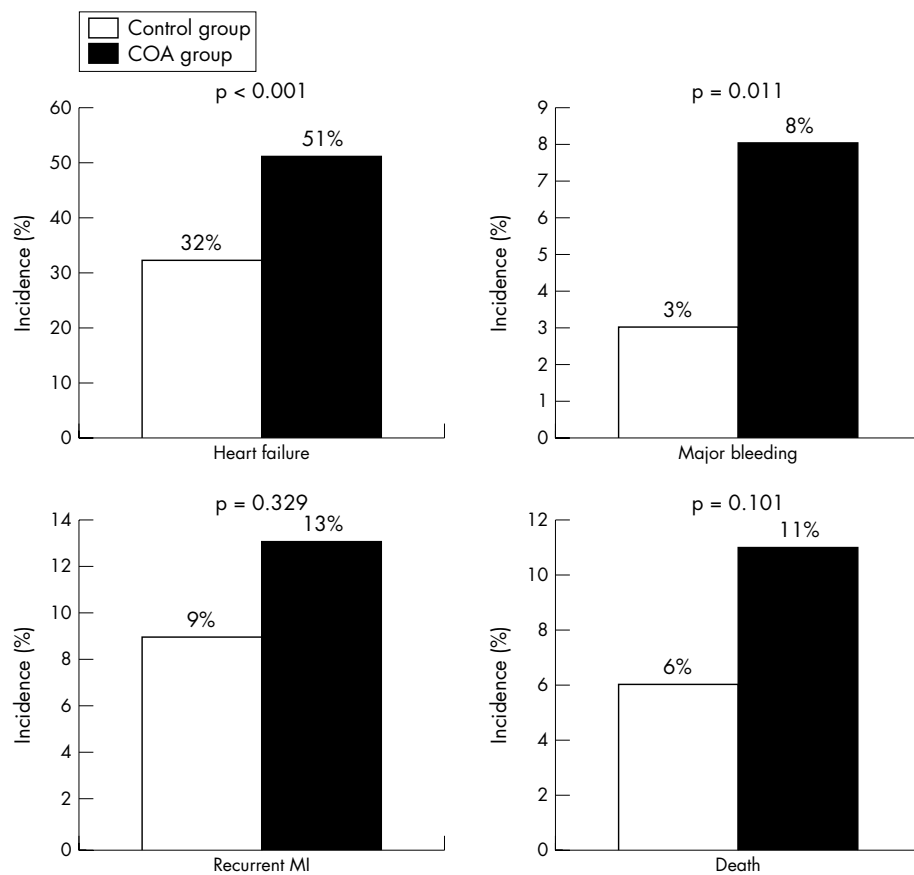 Control group
COA group
p < 0.001
60
50
40
30
20
10
0
Incidence (%)
32%
51%
Heart failure
p = 0.011
9
8
7
6
5
4
3
2
1
0
Incidence (%)
3%
8%
Major bleeding
p = 0.329
14
12
10
8
6
4
2
0
Incidence (%)
9%
13%
Recurrent MI
p = 0.101
12
10
8
6
4
2
0
Incidence (%)
6%
11%
Death